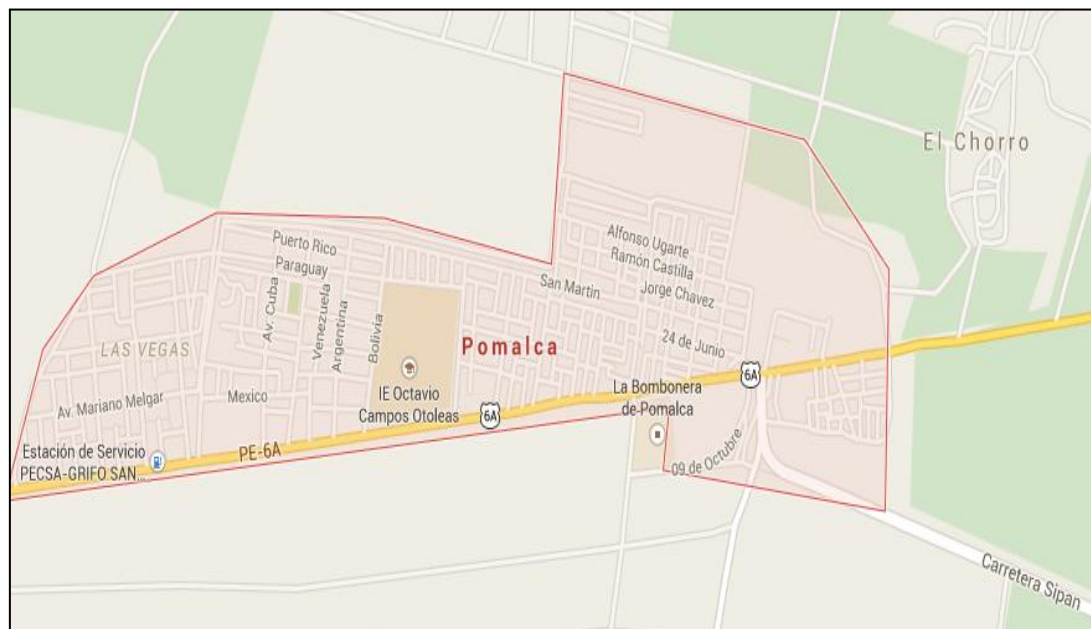 El Chorro
Alfonso Ugarte
Ramón Castilla
Jorge Chavez
San Martin
24 de Junio
Puerto Rico
Paraguay
Av. Cuba
Venezuela
Argentina
Bolivia
LAS VEGAS
Pomalca
Mexico
Av. Mariano Melgar
IE Octavio
Campos Otoleas
6A
6A
La Bombonera
de Pomalca
09 de Octubre...
Estación de Servicio
PECSA-GRIFO SAN...
PE-6A
Carretera Sipan